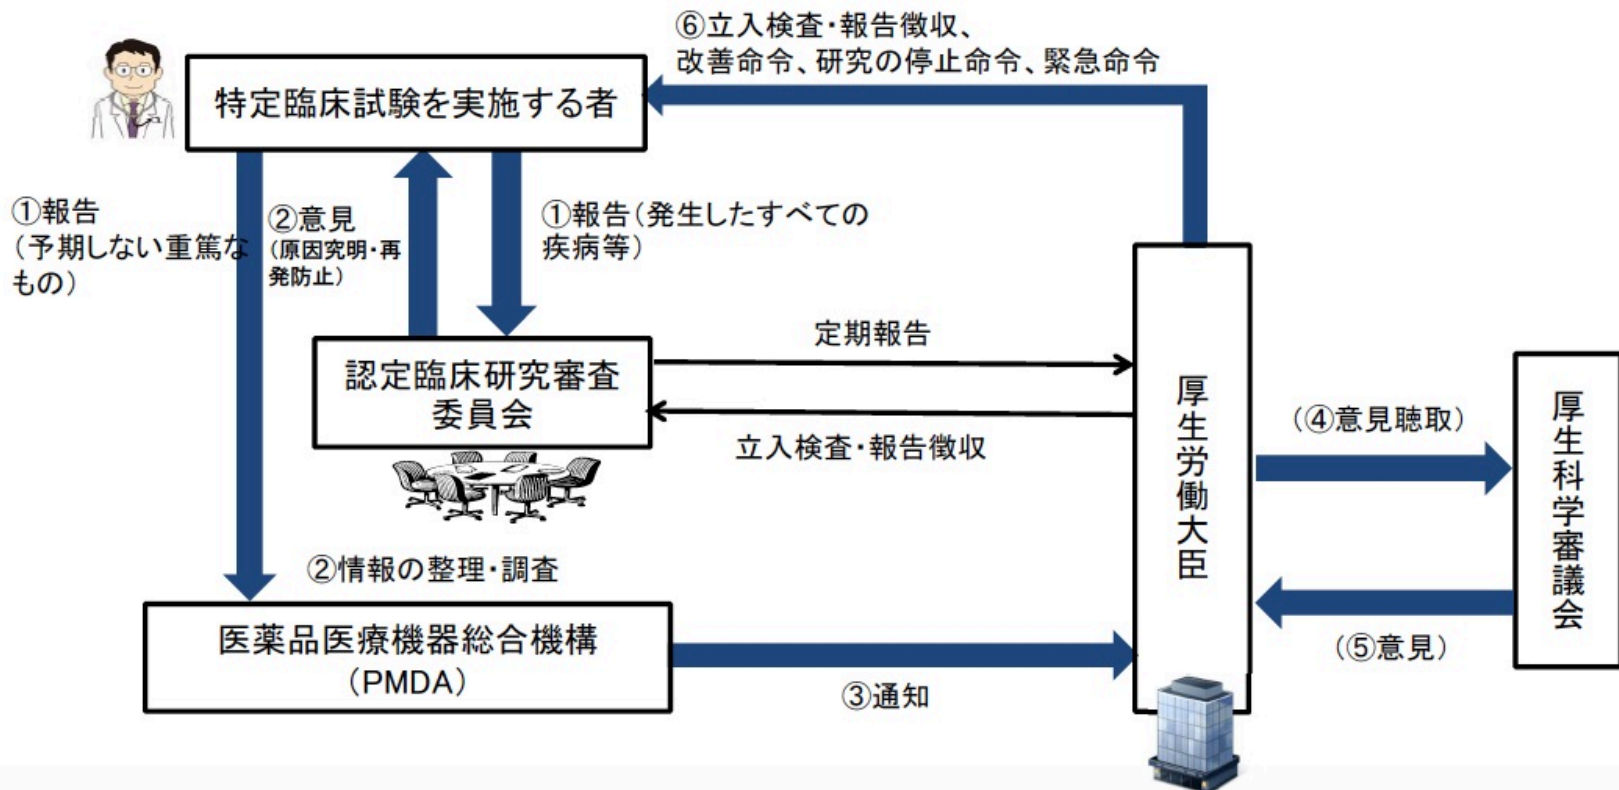 ⑥立入検査・報告徴収、
改善命令、研究の停止命令、緊急命令
特定臨床試験を実施する者
①報告
（予期しない重篤な
もの）
②意見
（原因究明・再
発防止）
①報告（発生したすべての
疾病等）
認定臨床研究審査
委員会
定期報告
立入検査・報告徴収
厚生労働大臣
（④意見聴取）
（⑤意見）
厚生科学審議会
②情報の整理・調査
医薬品医療機器総合機構
（PMDA）
③通知